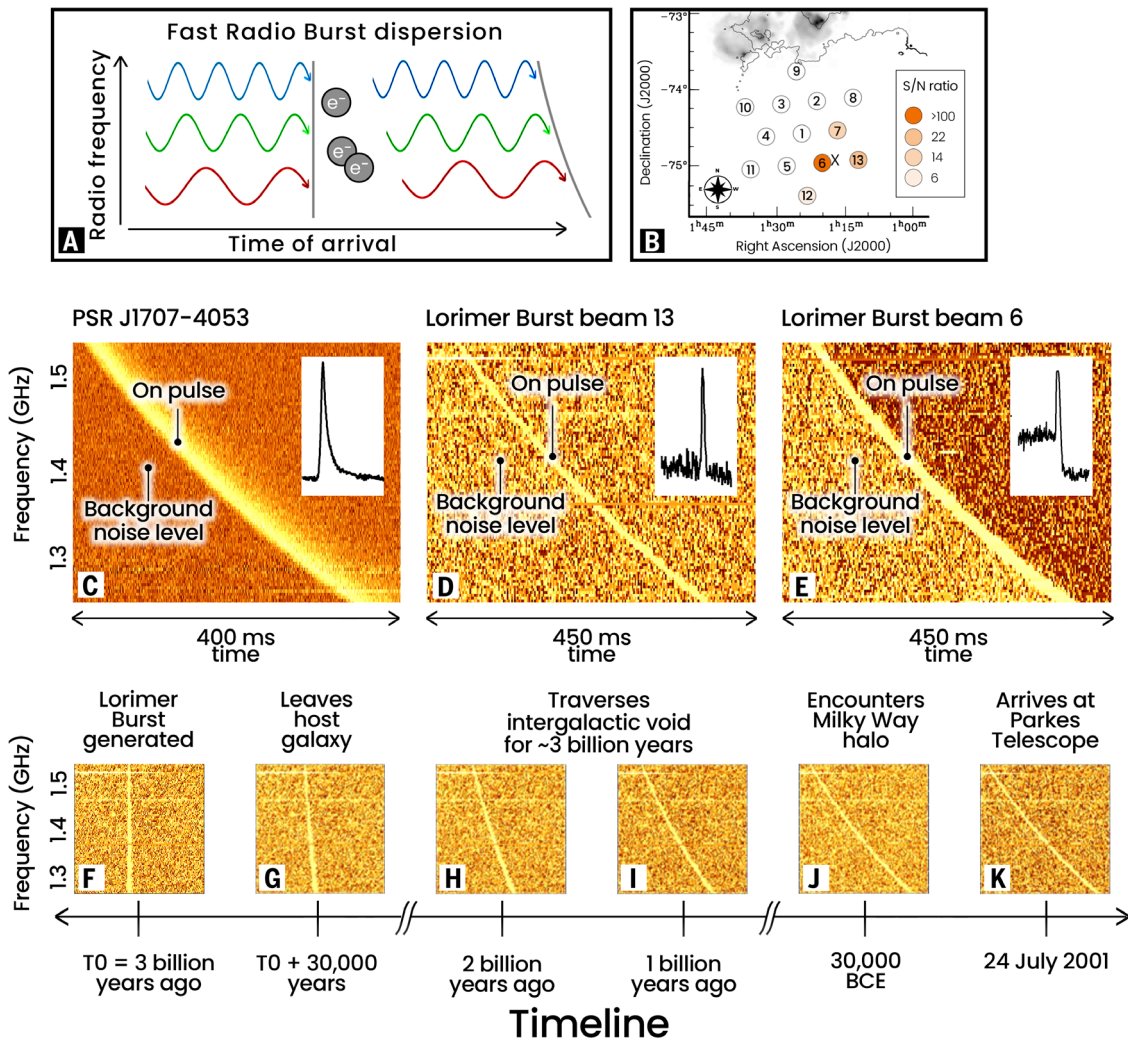 Fast Radio Burst dispersion
Radio frequency
e⁻
e⁻
e⁻
Time of arrival
A
-73°
-74°
-75°
Declination (J2000)
9
10
3
2
8
4
1
7
11
5
6
X
13
12
N
E
W
S
S/N ratio
>100
22
14
6
1ʰ45ᵐ
1ʰ30ᵐ
1ʰ15ᵐ
1ʰ00ᵐ
Right Ascension (J2000)
B
PSR J1707-4053
Frequency (GHz)
1.5
1.4
1.3
On pulse
Background
noise level
C
400 ms
time
Lorimer Burst beam 13
On pulse
Background
noise level
D
450 ms
time
Lorimer Burst beam 6
On pulse
Background
noise level
E
450 ms
time
Lorimer
Burst
generated
Leaves
host
galaxy
Traverses
intergalactic void
for ~3 billion years
Encounters
Milky Way
halo
Arrives at
Parkes
Telescope
Frequency (GHz)
1.5
1.4
1.3
F
G
H
I
J
K
T0 = 3 billion
years ago
T0 + 30,000
years
2 billion
years ago
1 billion
years ago
30,000
BCE
24 July 2001
Timeline